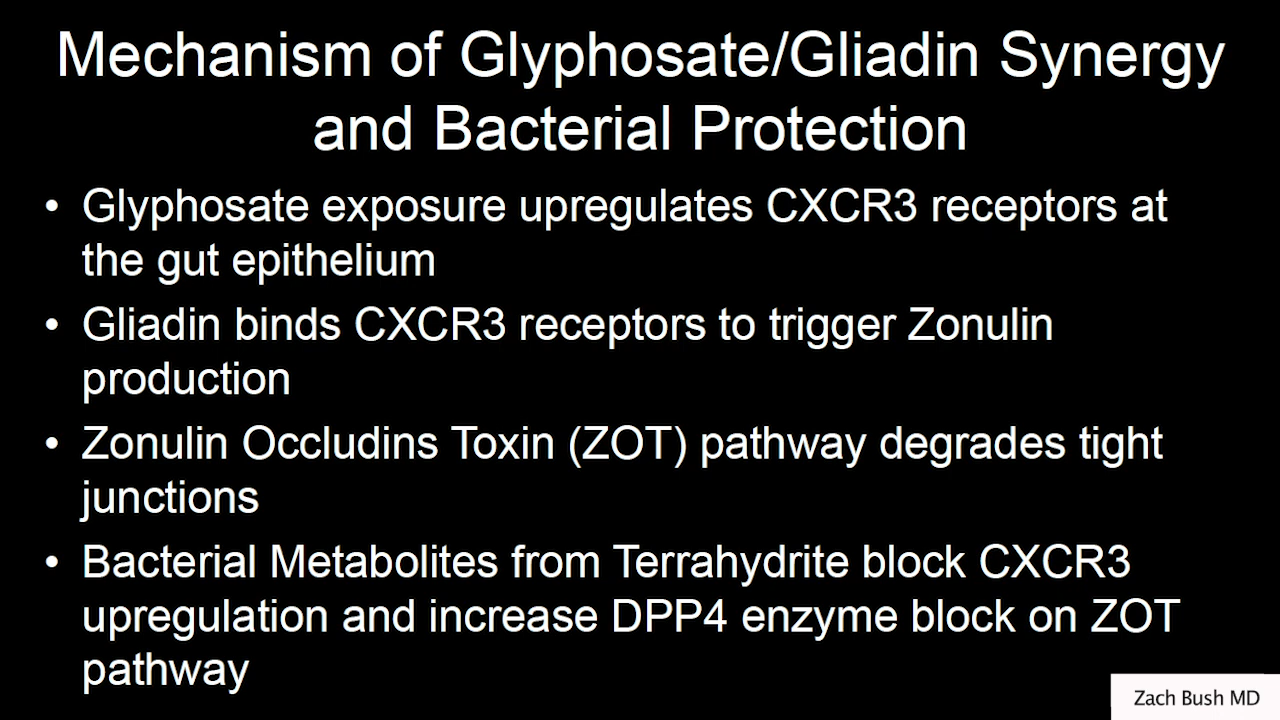 Mechanism of Glyphosate/Gliadin Synergy
and Bacterial Protection
• Glyphosate exposure upregulates CXCR3 receptors at
the gut epithelium
• Gliadin binds CXCR3 receptors to trigger Zonulin
production
• Zonulin Occludins Toxin (ZOT) pathway degrades tight
junctions
• Bacterial Metabolites from Terrahydrite block CXCR3
upregulation and increase DPP4 enzyme block on ZOT
pathway
Zach Bush MD